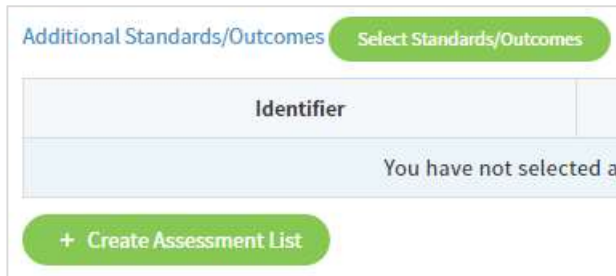 Additional Standards/Outcomes Select Standards/Outcomes
Identifier
You have not selected a
+ Create Assessment List